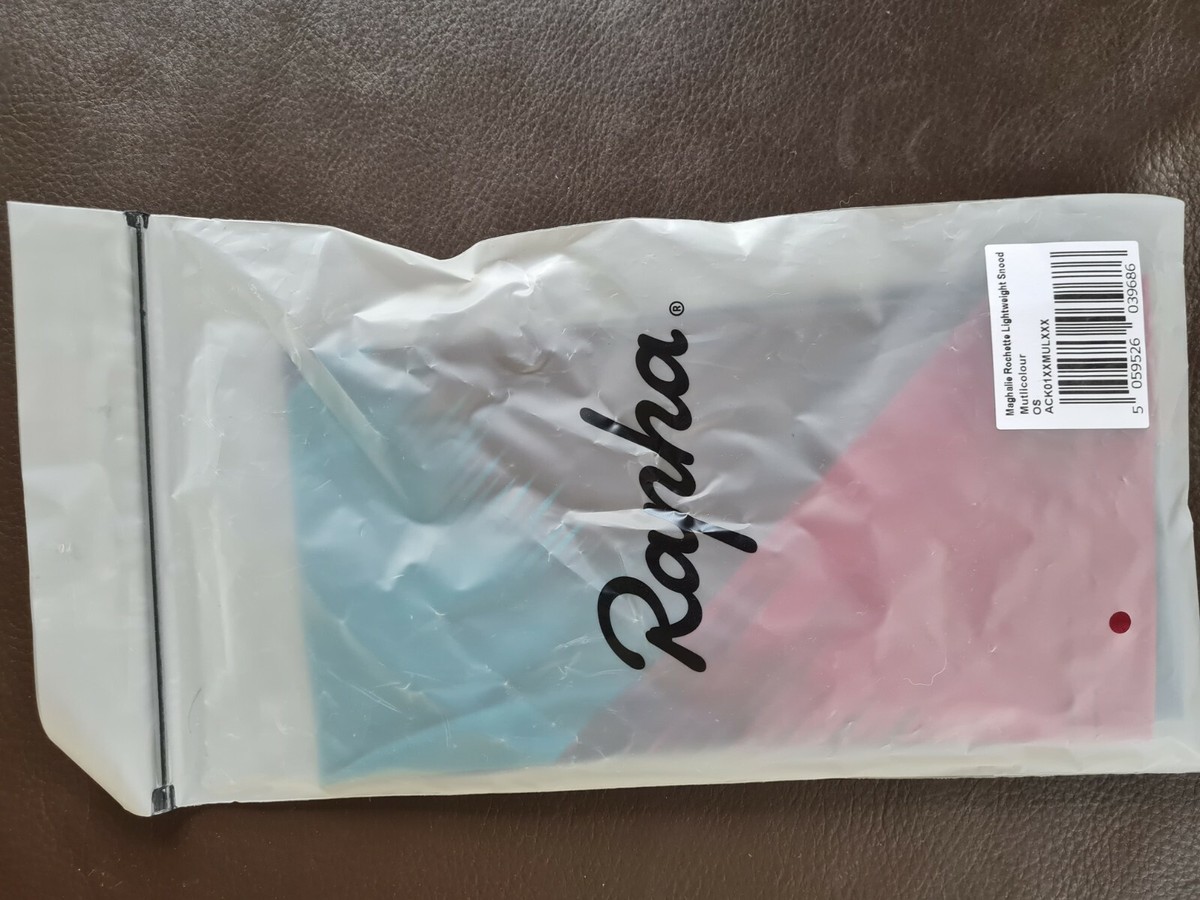 Rapha®
Maghalie Rochette Lightweight Snood
Mutlicolour
OS
ACK01XXMULXXX
5 059526 039686